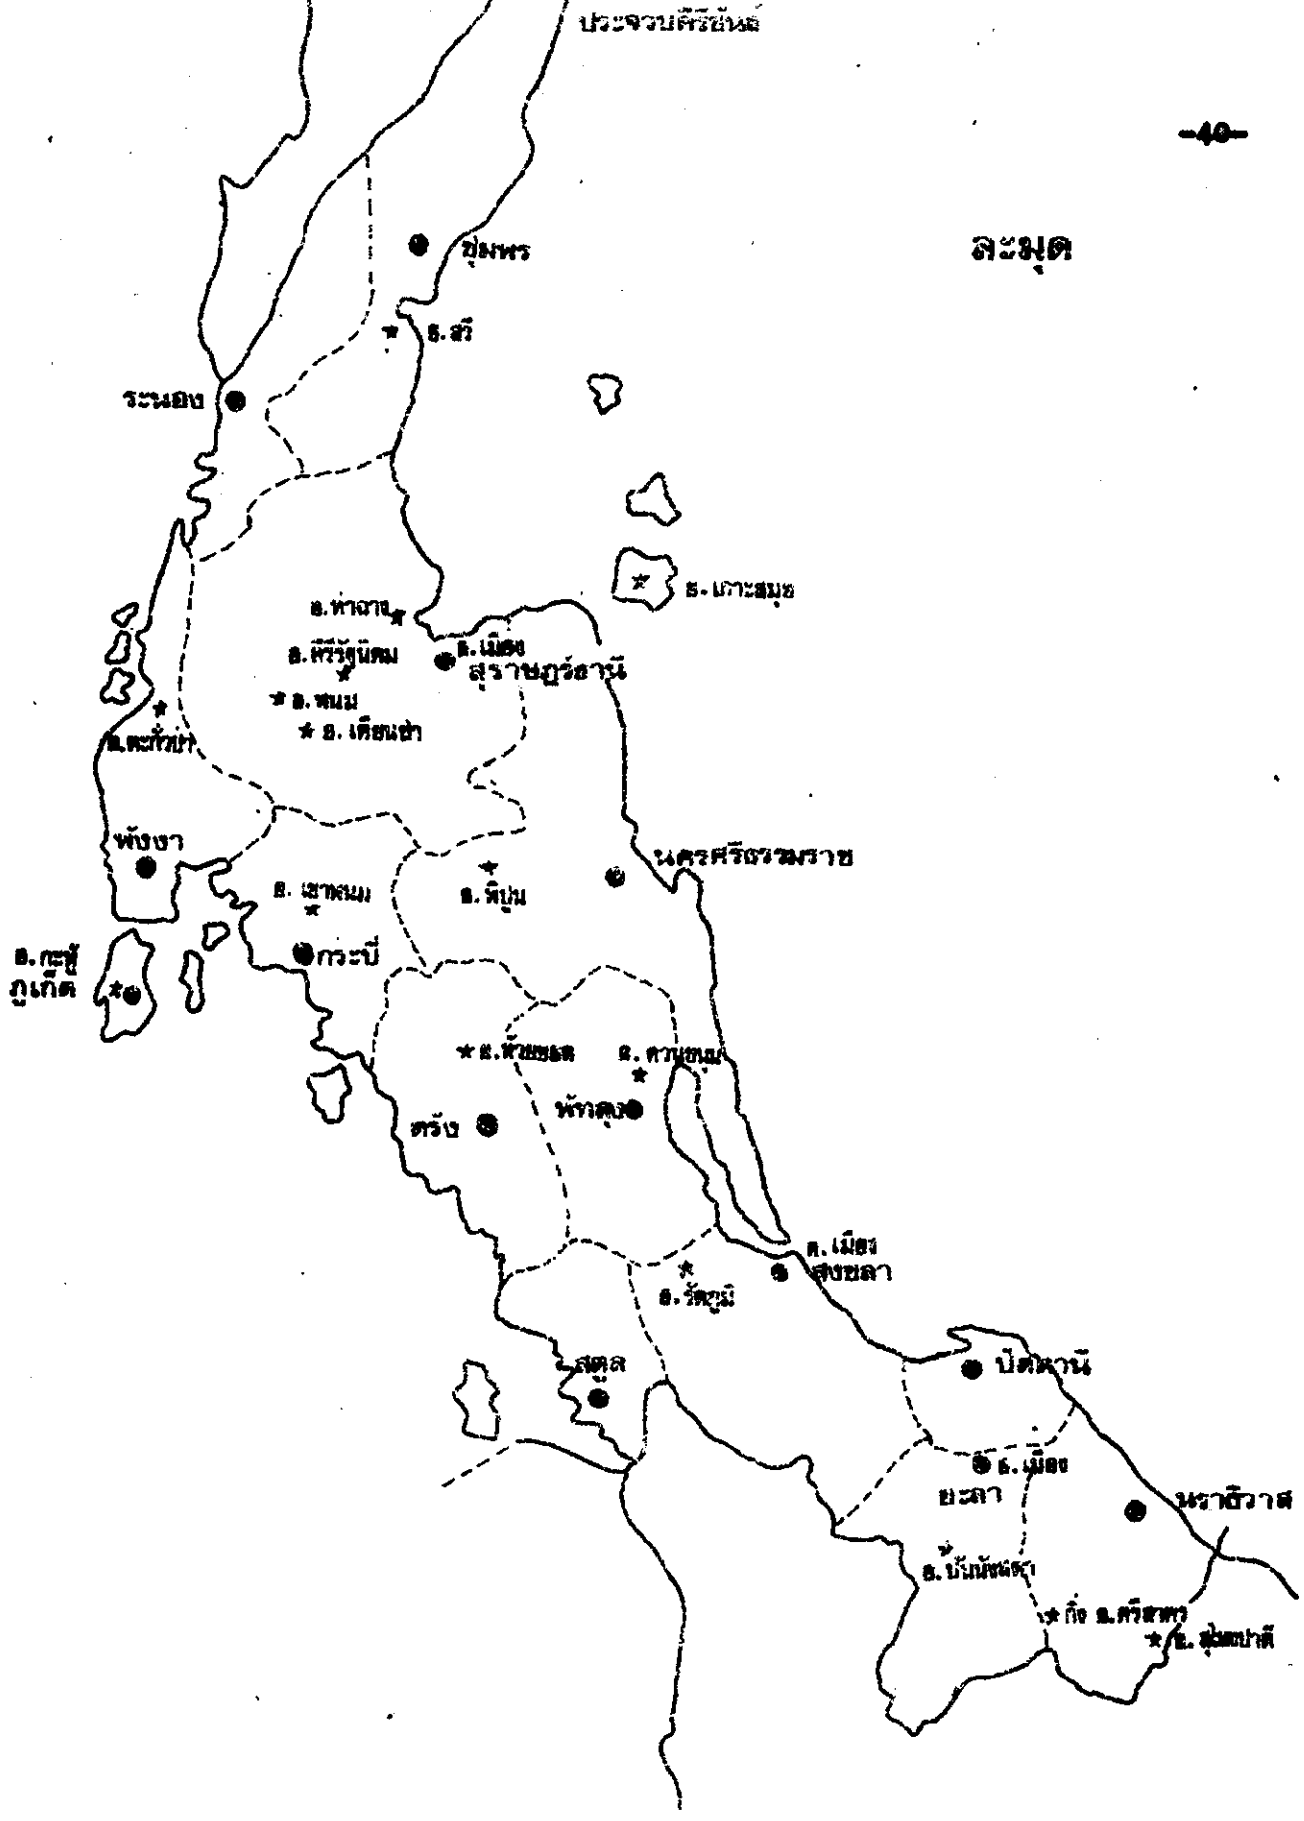 ประจวบคีรีขันธ์
-40-
ละมุด
ชุมพร
อ.สวี
ระนอง
อ.เกาะสมุย
อ.ท่าฉาง
อ.คีรีรัฐนิคม
อ.เมือง
สุราษฎร์ธานี
อ.พนม
อ.เคียนซา
อ.ตะกั่วป่า
พังงา
นครศรีธรรมราช
อ.เขาพนม
อ.พิปูน
กระบี่
อ.กะทู้
ภูเก็ต
อ.ห้วยยอด
อ.ควนขนุน
พัทลุง
ตรัง
อ.เมือง
สงขลา
อ.รัตภูมิ
สตูล
ปัตตานี
อ.เมือง
ยะลา
นราธิวาส
อ.บันนังสตา
กิ่ง อ.ศรีสาคร
อ.สุไหงปาดี